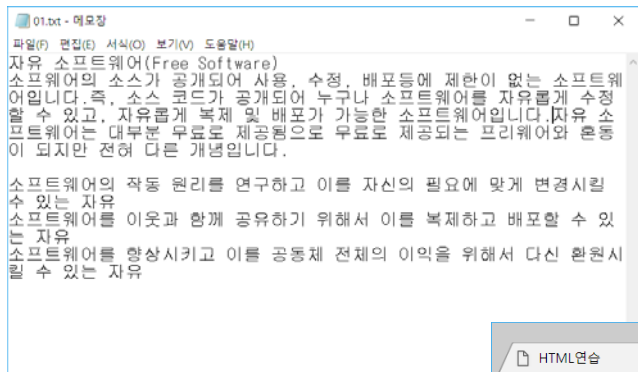 01.txt - 메모장
파일(F) 편집(E) 서식(O) 보기(V) 도움말(H)
자유 소프트웨어(Free Software)
소프웨어의 소스가 공개되어 사용, 수정, 배포등에 제한이 없는 소프트웨
어입니다.즉, 소스 코드가 공개되어 누구나 소프웨어를 자유롭게 수정
할 수 있고, 자유롭게 복제 및 배포가 가능한 소프트웨어입니다.자유 소
프트웨어는 대부분 무료로 제공됨으로 무료로 제공되는 프리웨어와 혼동
이 되지만 전혀 다른 개념입니다.
소프트웨어의 작동 원리를 연구하고 이를 자신의 필요에 맞게 변경시킬
수 있는 자유
소프트웨어를 이웃과 함께 공유하기 위해서 이를 복제하고 배포할 수 있
는 자유
소프트웨어를 향상시키고 이를 공동체 전체의 이익을 위해서 다신 환원시
킬 수 있는 자유
HTML연습